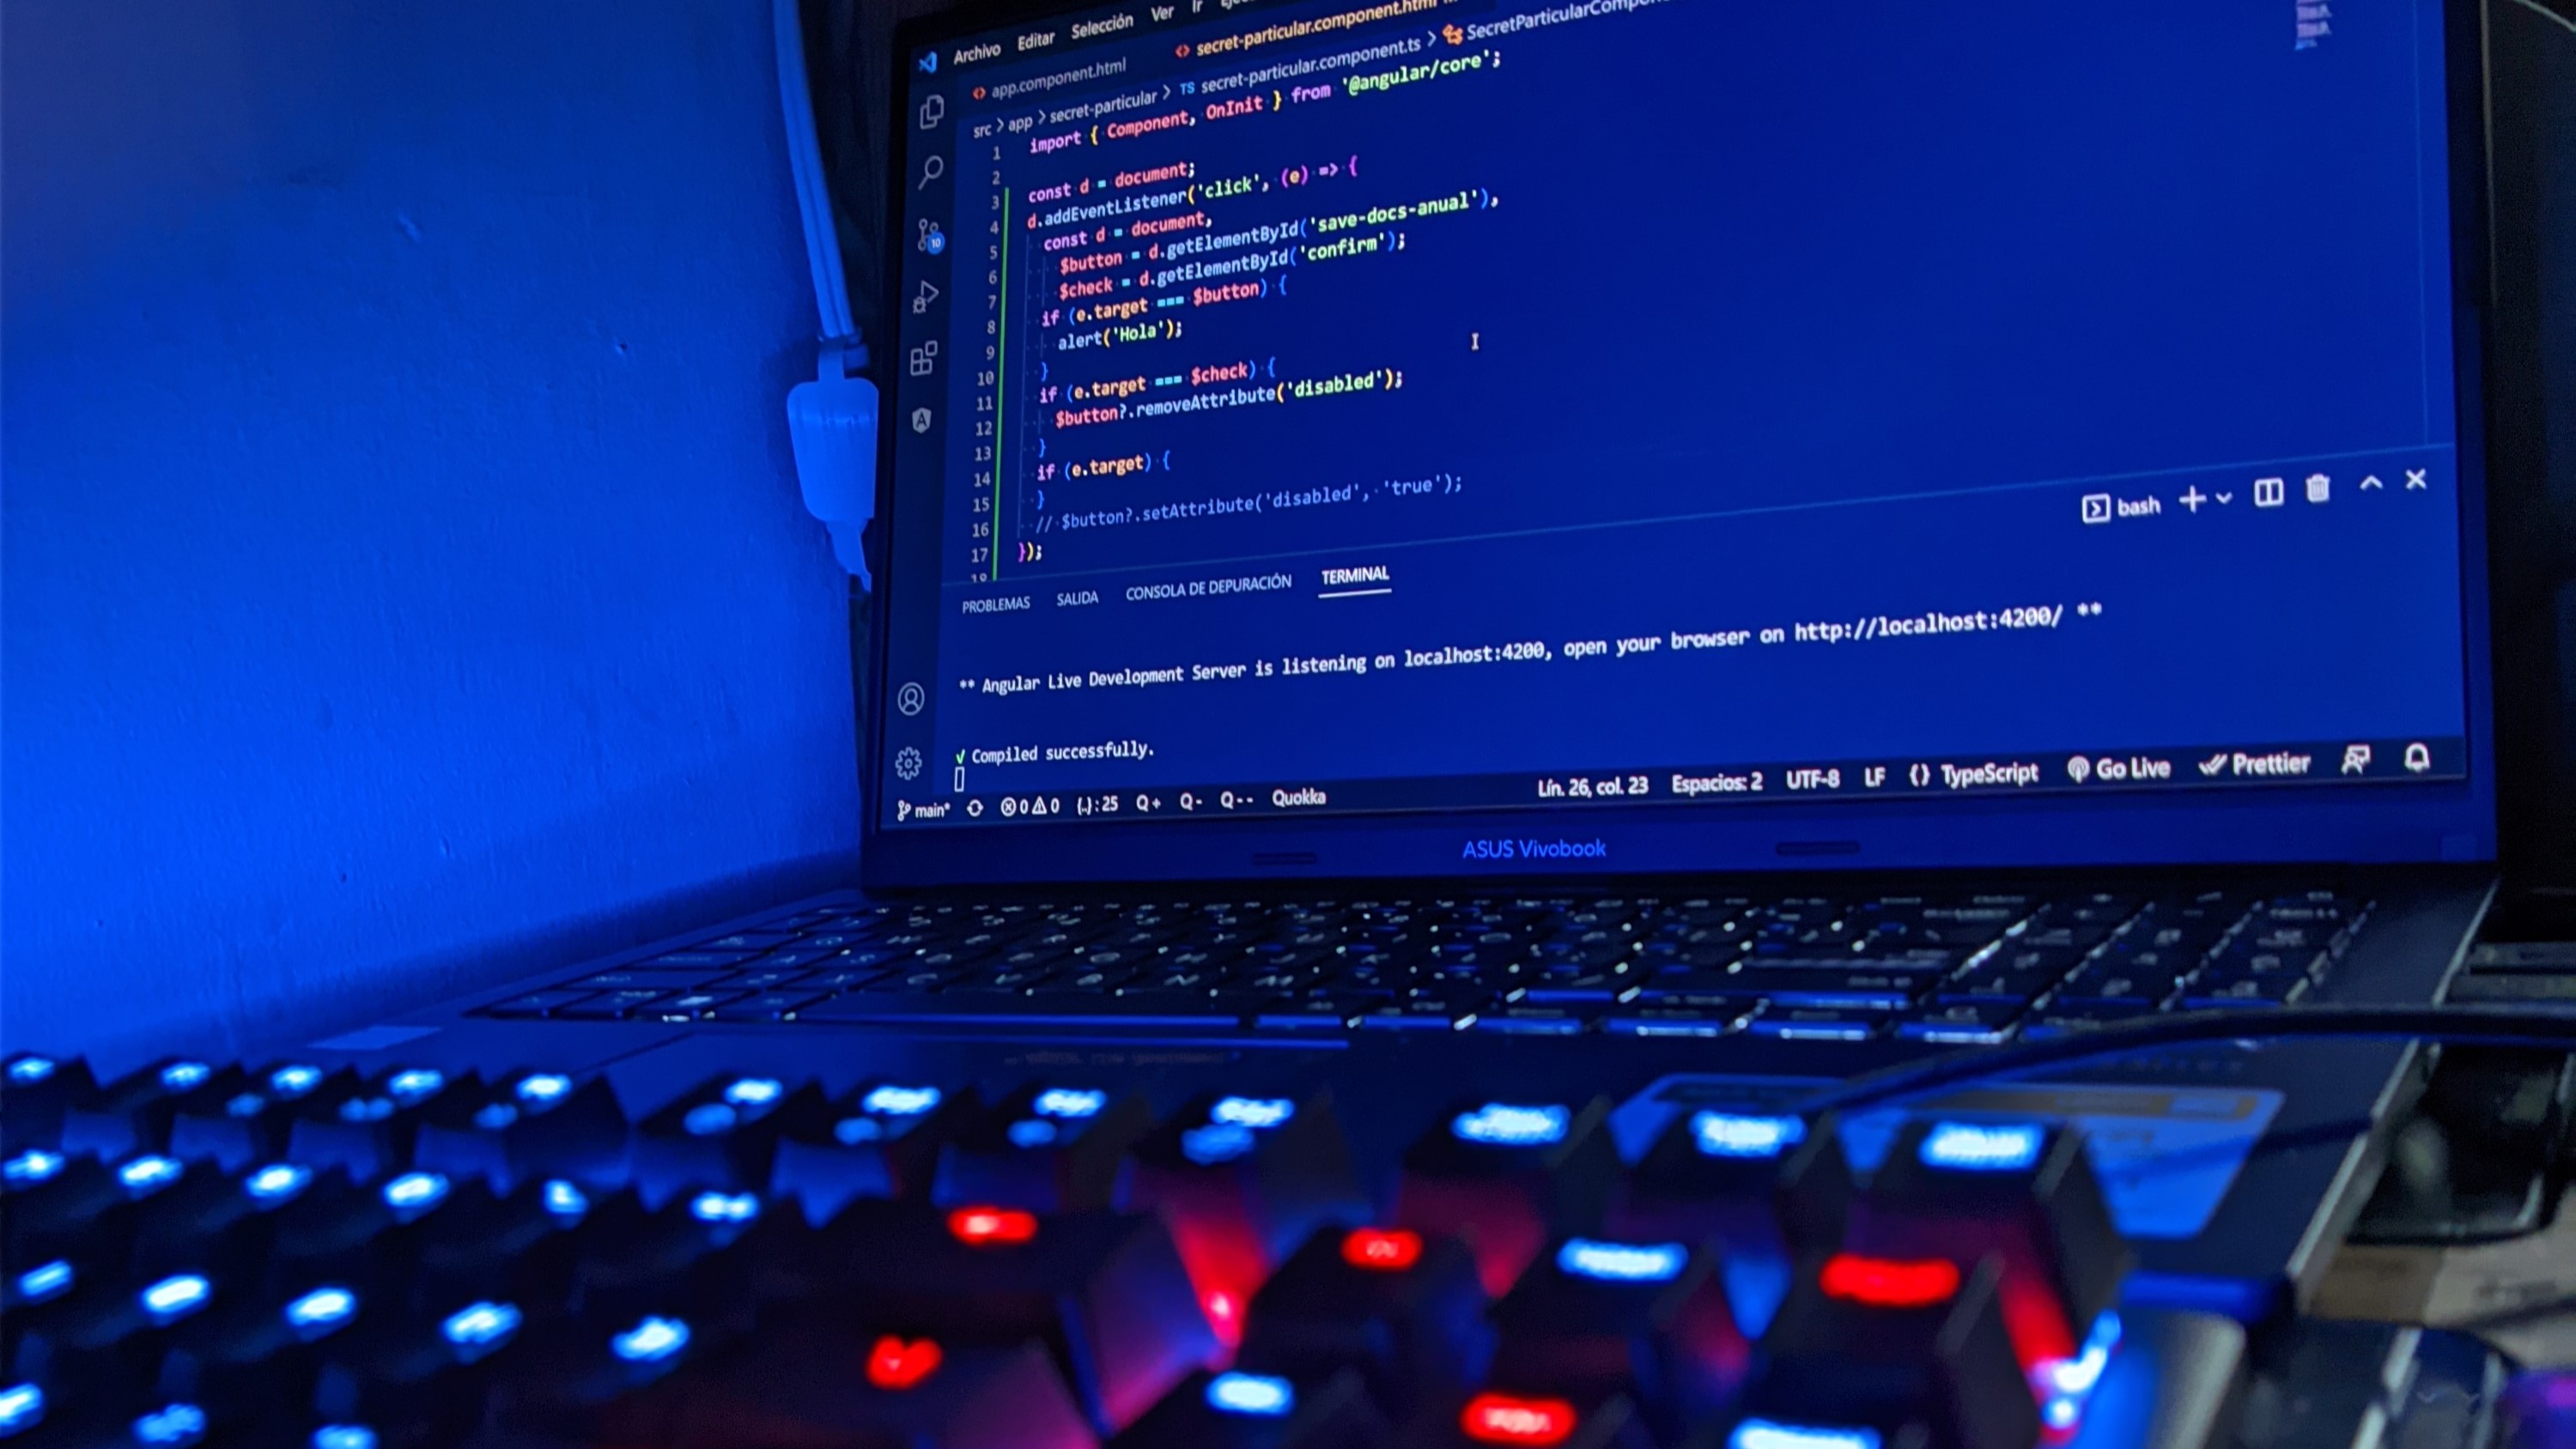 Archivo Editar Selección Ver Ir
app.component.html secret-particular.component.html
src > app > secret-particular > TS secret-particular.component.ts >
1 import { Component, OnInit } from '@angular/core';
2
3 const d = document;
4 d.addEventListener('click', (e) => {
5 const d = document,
6 $button = d.getElementById('save-docs-anual'),
7 $check = d.getElementById('confirm');
8 if (e.target === $button) {
9 alert('Hola');
10 }
11 if (e.target === $check) {
12 $button?.removeAttribute('disabled');
13 }
14 if (e.target) {
15 }
16 // $button?.setAttribute('disabled', 'true');
17 });
10
A
PROBLEMAS SALIDA CONSOLA DE DEPURACIÓN TERMINAL
bash
** Angular Live Development Server is listening on localhost:4200, open your browser on http://localhost:4200/ **
√ Compiled successfully.
main* 0 0 {..}: 25 Q+ Q- Q-- Quokka Lín. 26, col. 23 Espacios: 2 UTF-8 LF {} TypeScript Go Live Prettier
ASUS Vivobook